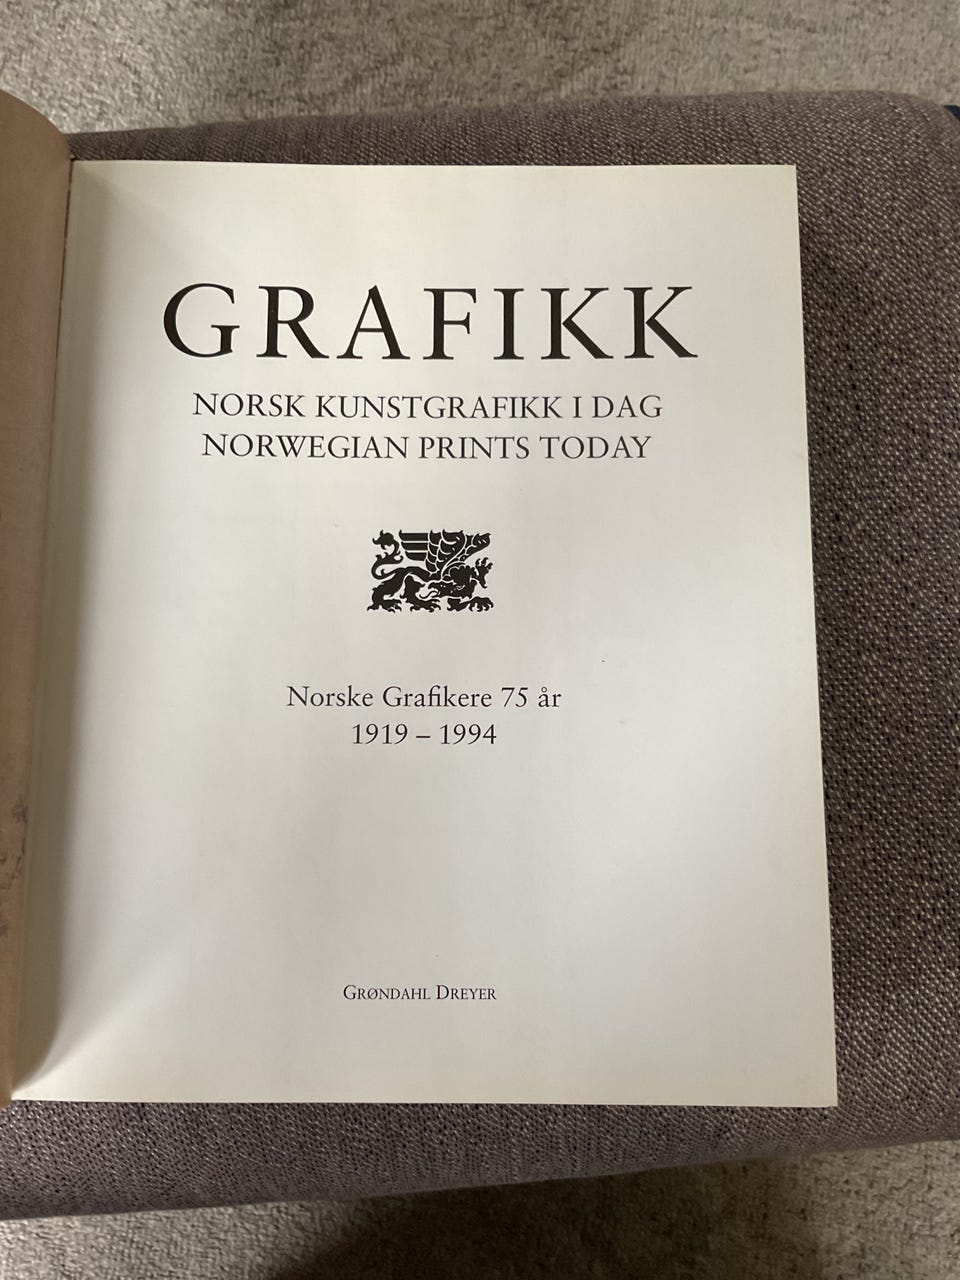 GRAFIKK
NORSK KUNSTGRAFIKK I DAG
NORWEGIAN PRINTS TODAY
Norske Grafikere 75 år
1919 – 1994
GRØNDAHL DREYER